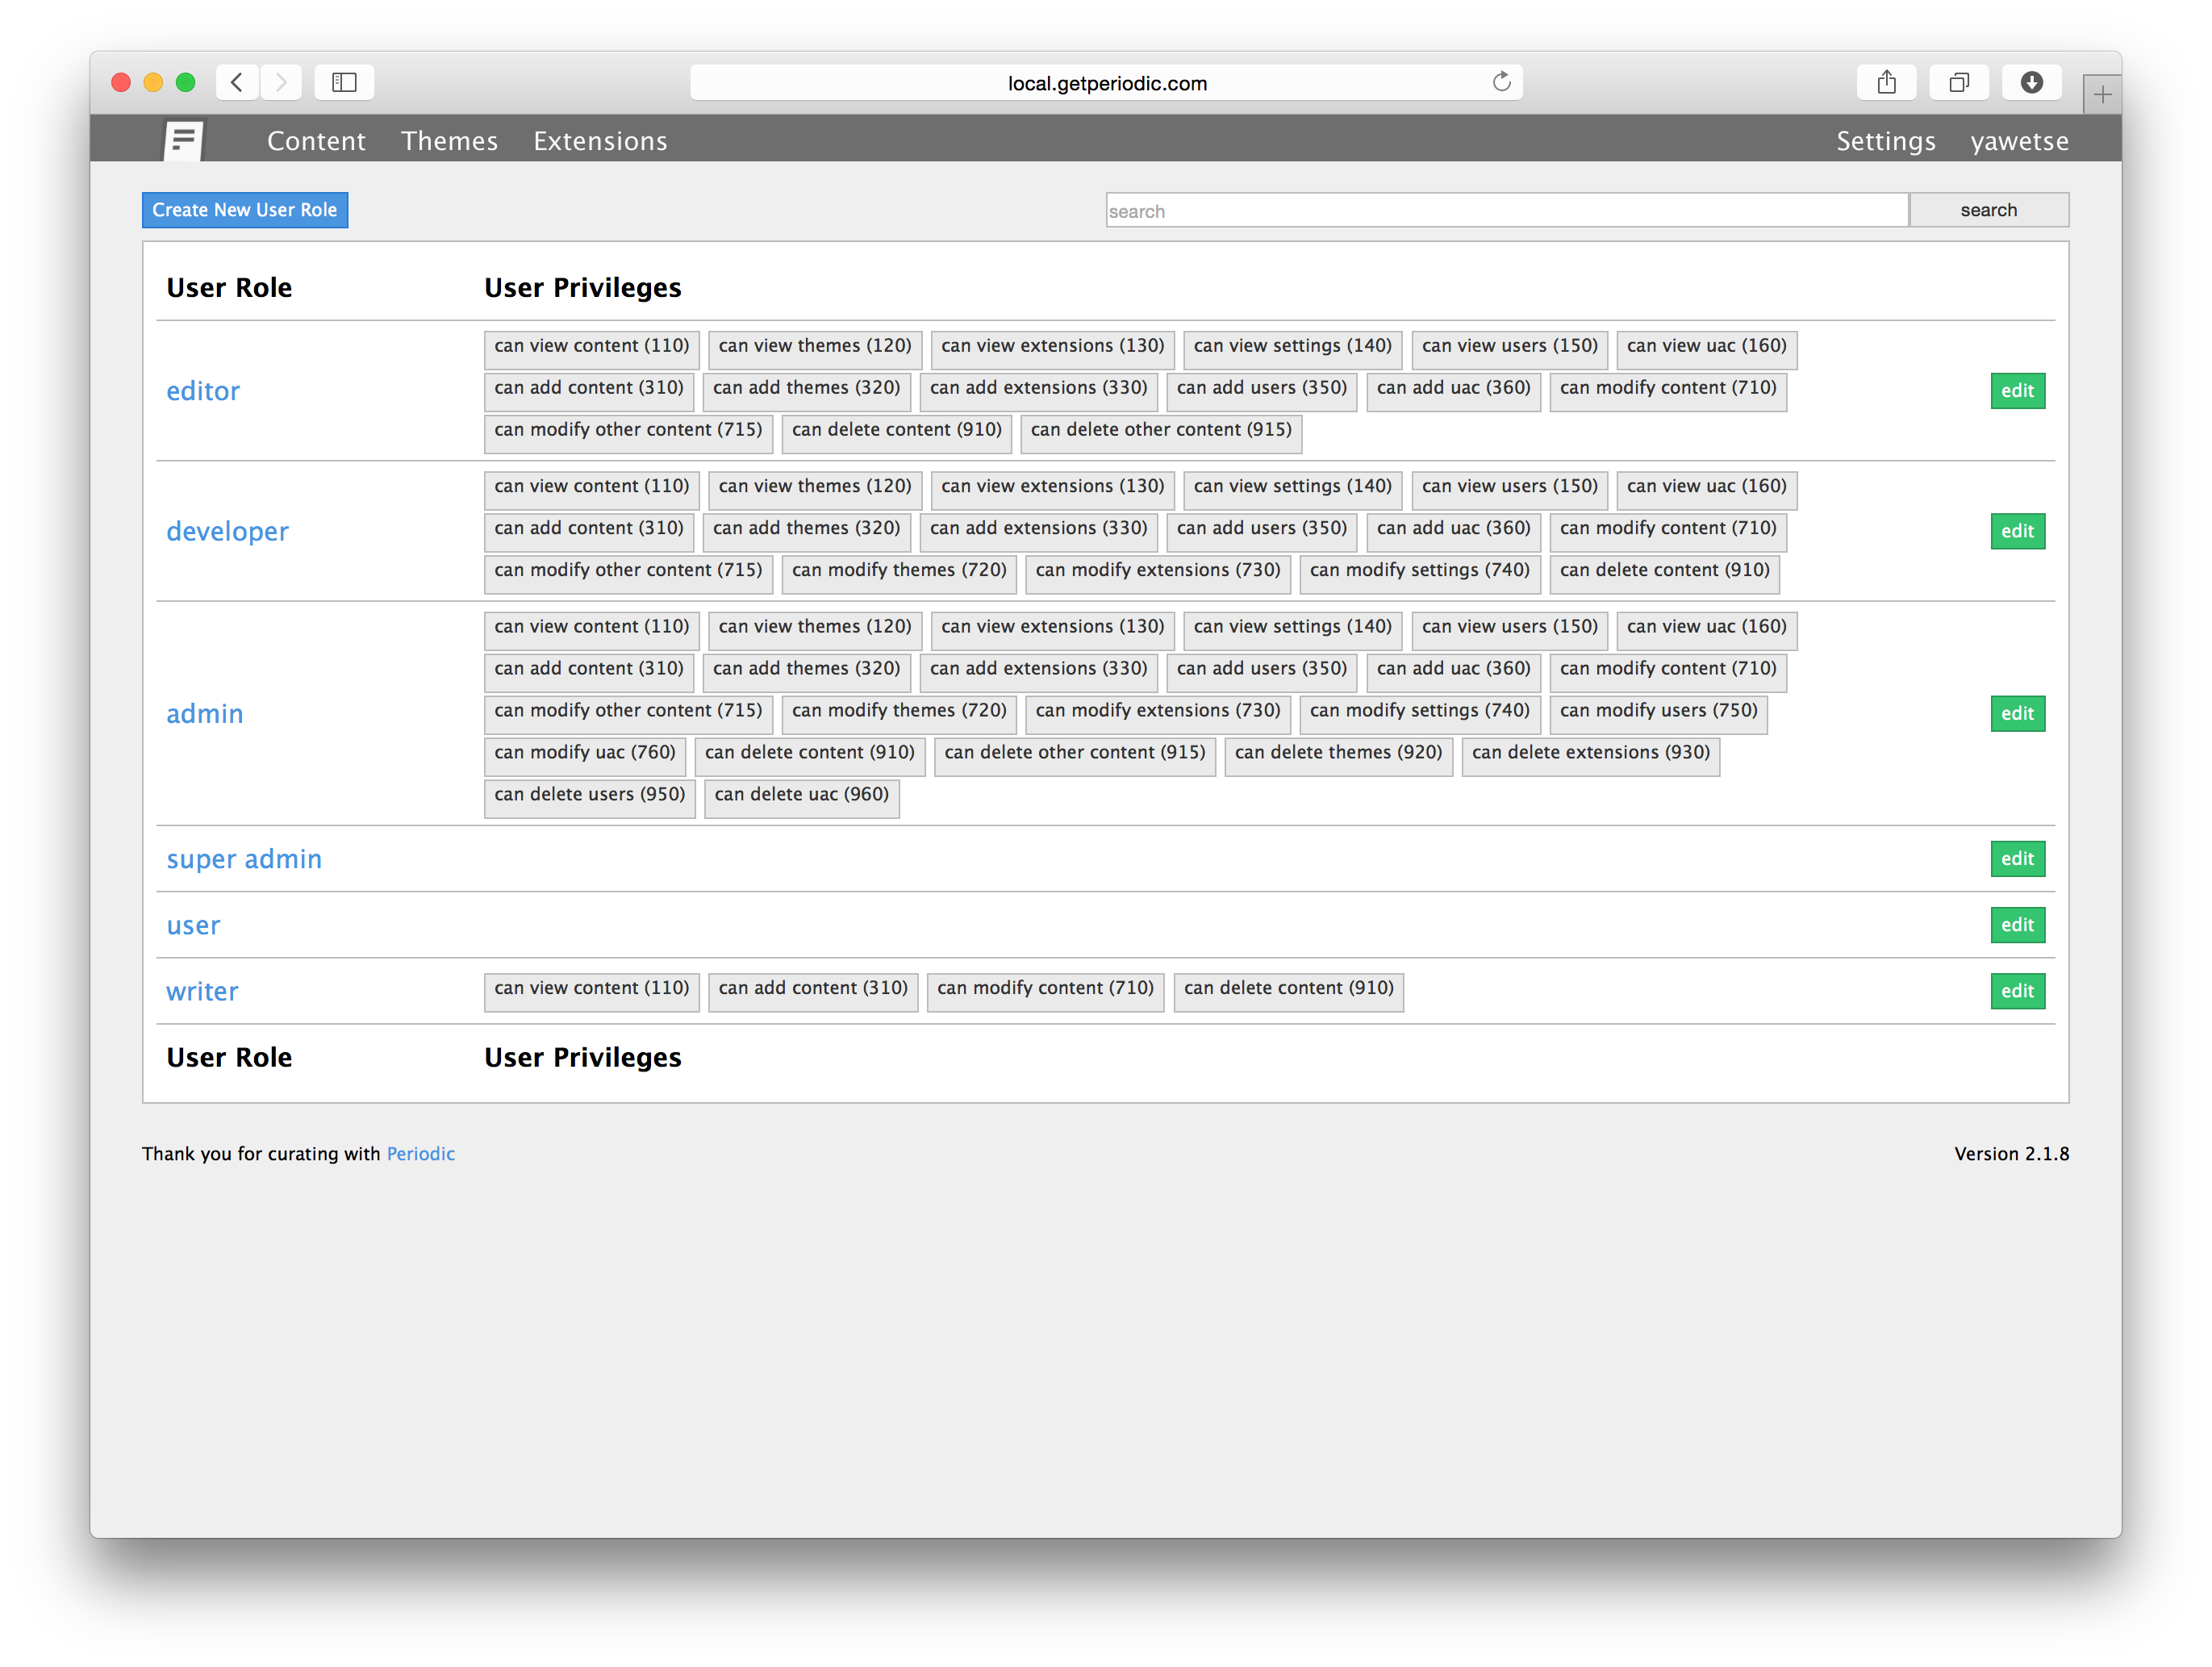 local.getperiodic.com
Content Themes Extensions Settings yawetse
Create New User Role search search
User Role User Privileges
can view content (110) can view themes (120) can view extensions (130) can view settings (140) can view users (150) can view uac (160)
editor can add content (310) can add themes (320) can add extensions (330) can add users (350) can add uac (360) can modify content (710) edit
can modify other content (715) can delete content (910) can delete other content (915)
can view content (110) can view themes (120) can view extensions (130) can view settings (140) can view users (150) can view uac (160)
developer can add content (310) can add themes (320) can add extensions (330) can add users (350) can add uac (360) can modify content (710) edit
can modify other content (715) can modify themes (720) can modify extensions (730) can modify settings (740) can delete content (910)
can view content (110) can view themes (120) can view extensions (130) can view settings (140) can view users (150) can view uac (160)
can add content (310) can add themes (320) can add extensions (330) can add users (350) can add uac (360) can modify content (710)
admin can modify other content (715) can modify themes (720) can modify extensions (730) can modify settings (740) can modify users (750) edit
can modify uac (760) can delete content (910) can delete other content (915) can delete themes (920) can delete extensions (930)
can delete users (950) can delete uac (960)
super admin edit
user edit
writer can view content (110) can add content (310) can modify content (710) can delete content (910) edit
User Role User Privileges
Thank you for curating with Periodic Version 2.1.8